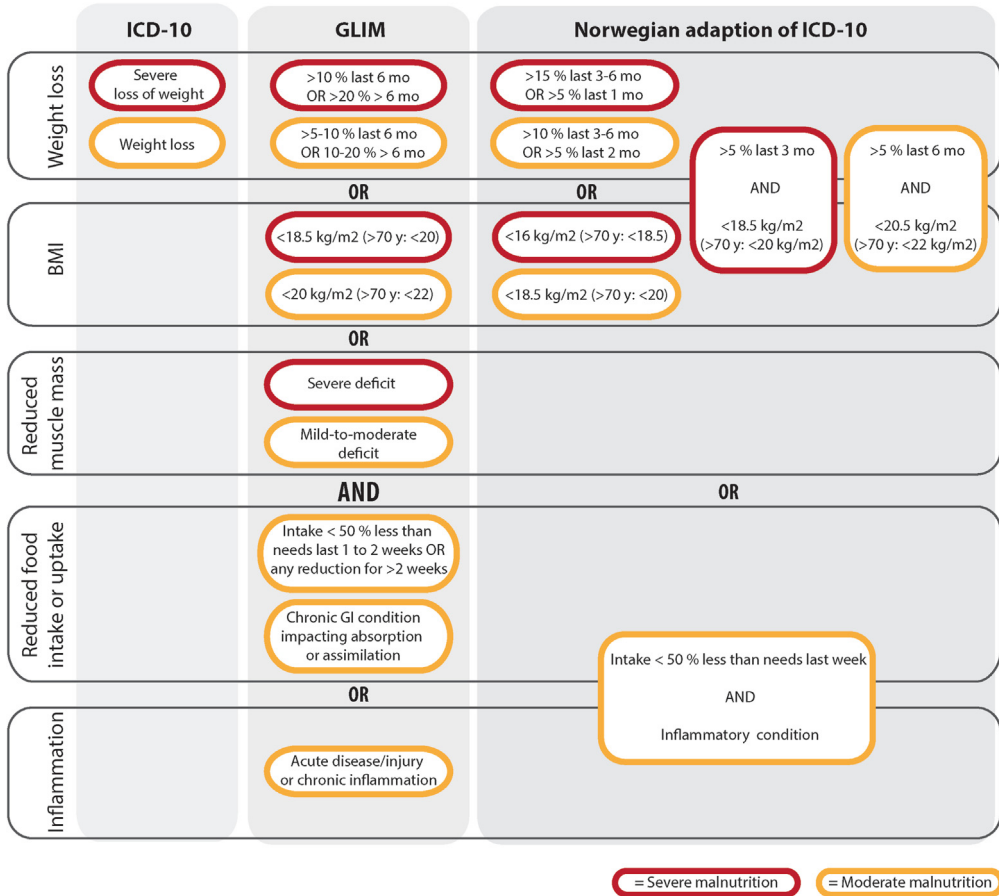 ICD-10
GLIM
Norwegian adaption of ICD-10
Weight loss
Severe
loss of weight
Weight loss
>10 % last 6 mo
OR >20 % > 6 mo
>5-10 % last 6 mo
OR 10-20 % > 6 mo
>15 % last 3-6 mo
OR >5 % last 1 mo
>10 % last 3-6 mo
OR >5 % last 2 mo
>5 % last 3 mo
AND
<18.5 kg/m2
(>70 y: <20 kg/m2)
>5 % last 6 mo
AND
<20.5 kg/m2
(>70 y: <22 kg/m2)
OR
OR
BMI
<18.5 kg/m2 (>70 y: <20)
<20 kg/m2 (>70 y: <22)
<16 kg/m2 (>70 y: <18.5)
<18.5 kg/m2 (>70 y: <20)
OR
Reduced
muscle mass
Severe deficit
Mild-to-moderate
deficit
AND
OR
Reduced food
intake or uptake
Intake < 50 % less than
needs last 1 to 2 weeks OR
any reduction for >2 weeks
Chronic GI condition
impacting absorption
or assimilation
Intake < 50 % less than needs last week
AND
Inflammatory condition
OR
Inflammation
Acute disease/injury
or chronic inflammation
= Severe malnutrition
= Moderate malnutrition